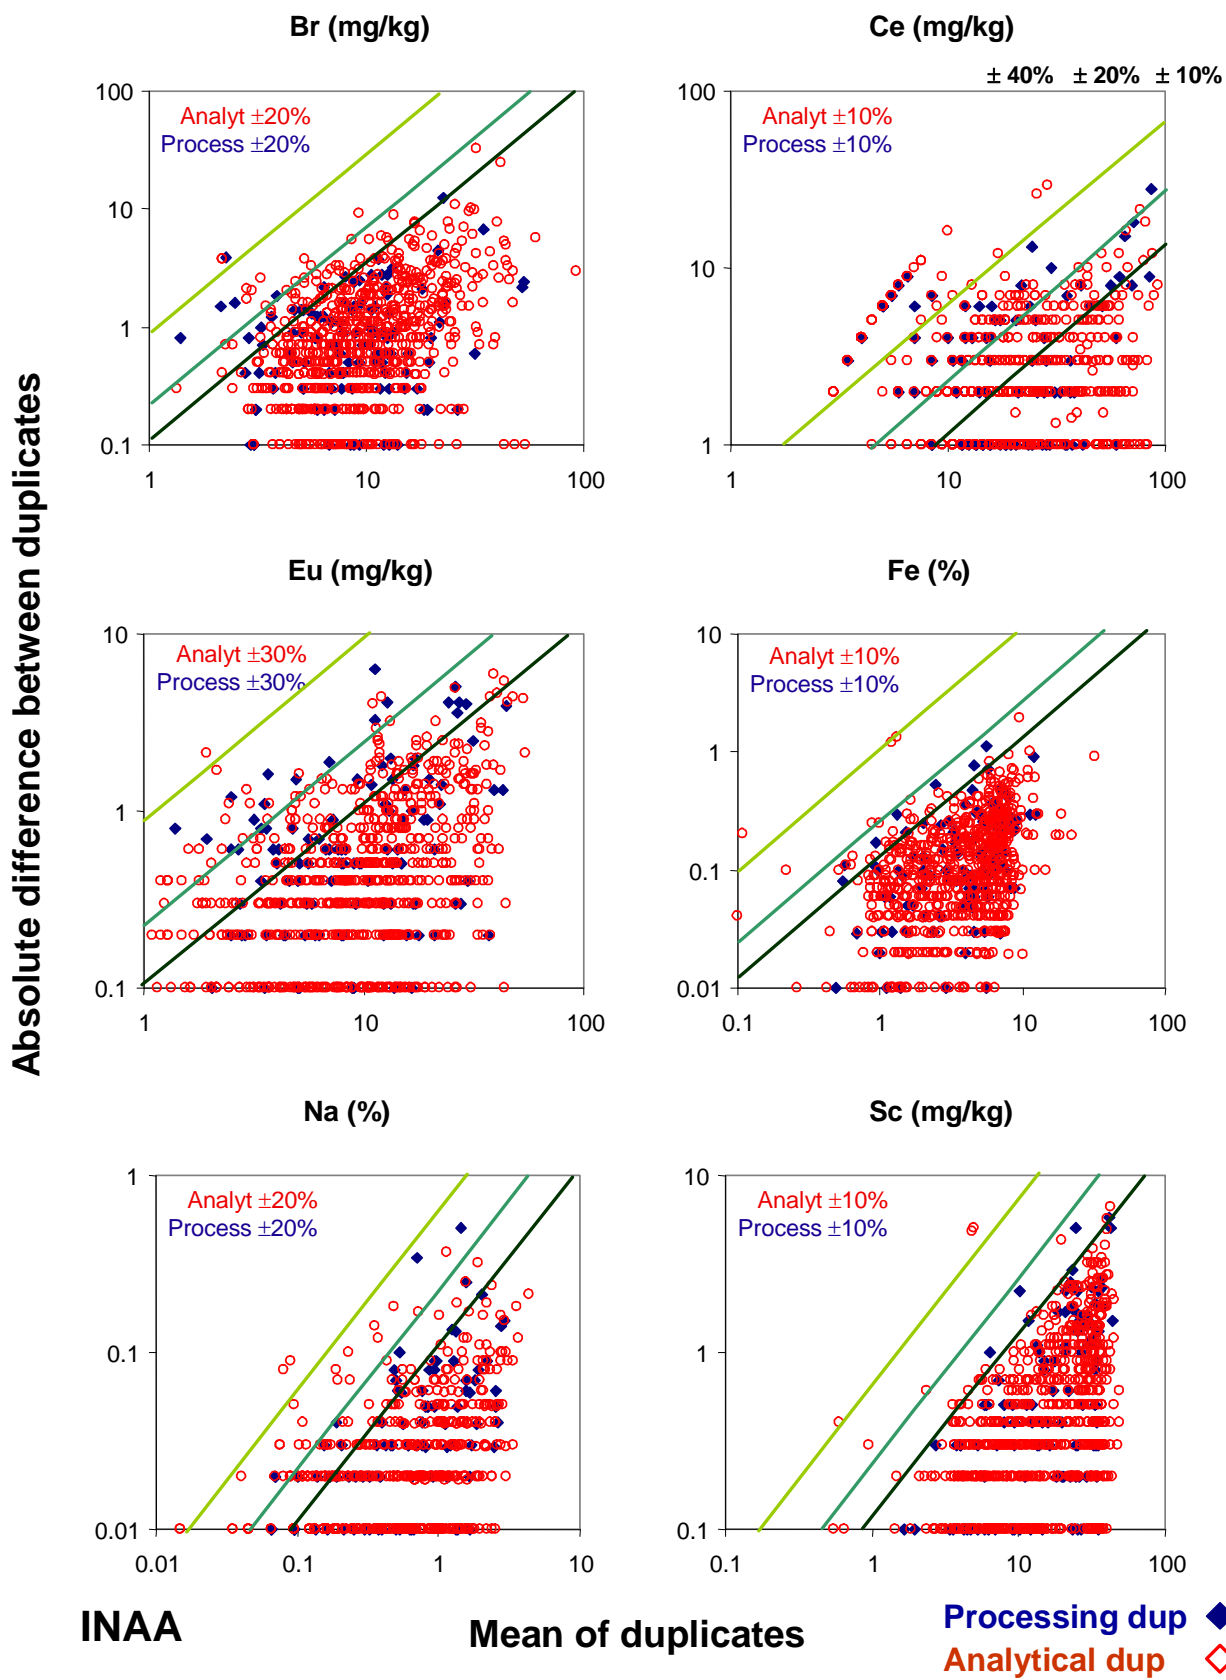 Br (mg/kg)
Ce (mg/kg)
± 40% ± 20% ± 10%
100
10
1
0.1
1
10
100
Analyt ±20%
Process ±20%
100
10
1
1
10
100
Analyt ±10%
Process ±10%
Absolute difference between duplicates
Eu (mg/kg)
Fe (%)
10
1
0.1
1
10
100
Analyt ±30%
Process ±30%
10
1
0.1
0.01
0.1
1
10
100
Analyt ±10%
Process ±10%
Na (%)
Sc (mg/kg)
1
0.1
0.01
0.01
0.1
1
10
Analyt ±20%
Process ±20%
10
1
0.1
0.1
1
10
100
Analyt ±10%
Process ±10%
INAA
Mean of duplicates
Processing dup
Analytical dup